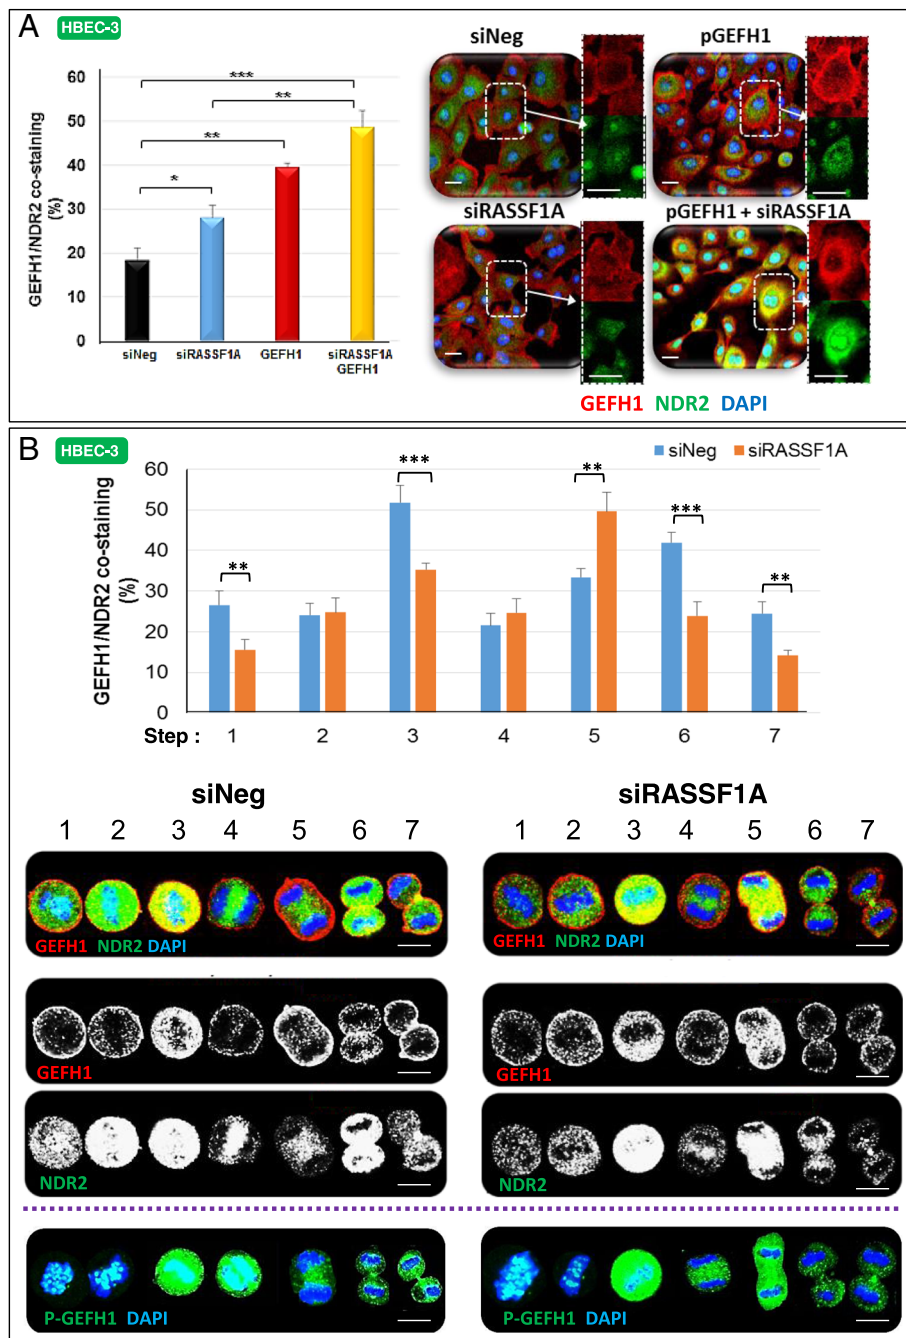 A HBEC-3
GEFH1/NDR2 co-staining
(%)
60
50
40
30
20
10
0
***
**
**
*
siNeg siRASSF1A GEFH1 siRASSF1A
GEFH1
siNeg pGEFH1
siRASSF1A pGEFH1 + siRASSF1A
GEFH1 NDR2 DAPI
B HBEC-3
siNeg siRASSF1A
GEFH1/NDR2 co-staining
(%)
60
50
40
30
20
10
0
** *** ** *** **
Step : 1 2 3 4 5 6 7
siNeg siRASSF1A
1 2 3 4 5 6 7 1 2 3 4 5 6 7
GEFH1 NDR2 DAPI GEFH1 NDR2 DAPI
GEFH1 GEFH1
NDR2 NDR2
P-GEFH1 DAPI P-GEFH1 DAPI